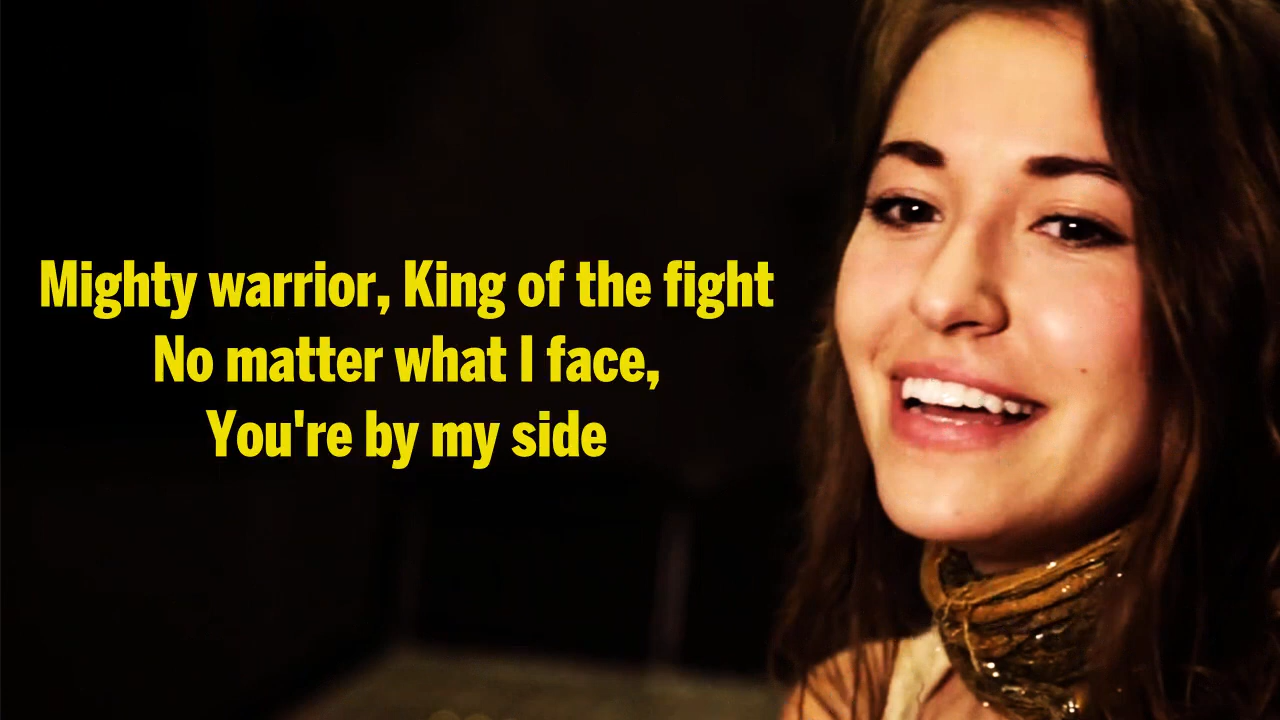 Mighty warrior, King of the fight
No matter what I face,
You're by my side